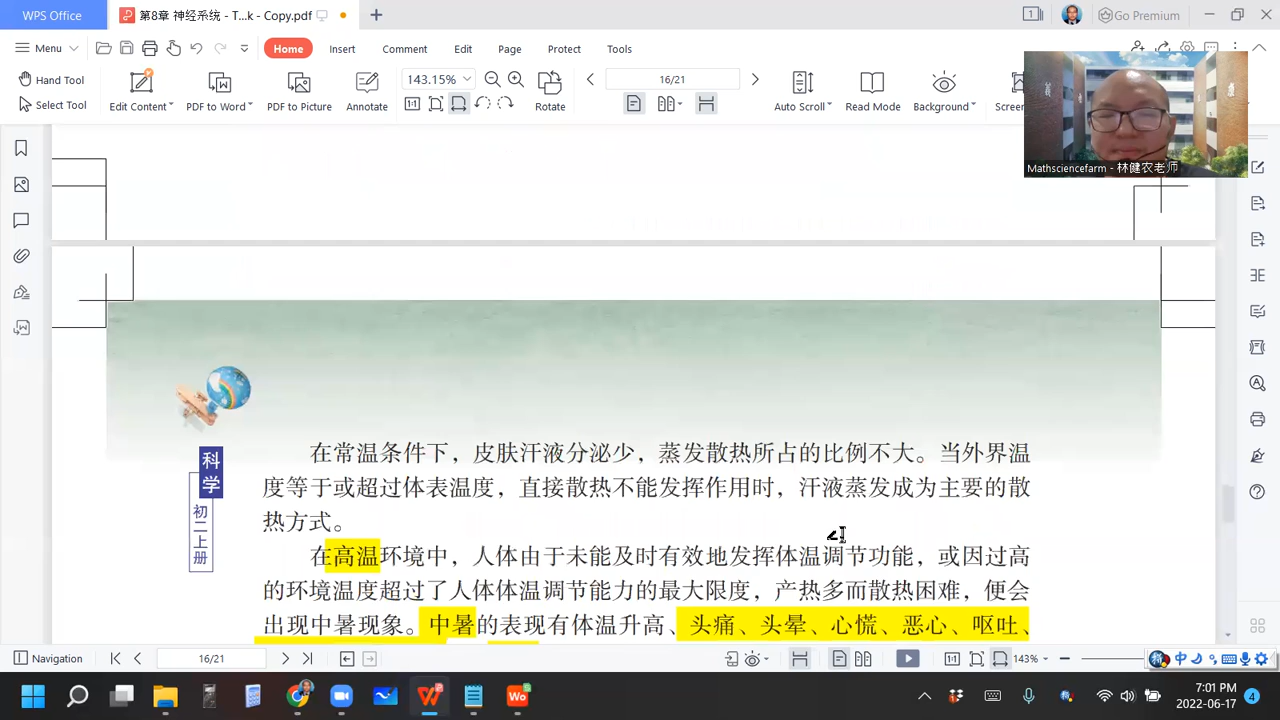 WPS Office
第8章 神经系统 - T...k - Copy.pdf
1
Go Premium
Menu
Home
Insert
Comment
Edit
Page
Protect
Tools
Hand Tool
Select Tool
Edit Content
PDF to Word
PDF to Picture
Annotate
143.15%
Rotate
16/21
Auto Scroll
Read Mode
Background
Screen
Mathsciencefarm - 林健农老师
科学
初二上册
在常温条件下，皮肤汗液分泌少，蒸发散热所占的比例不大。当外界温
度等于或超过体表温度，直接散热不能发挥作用时，汗液蒸发成为主要的散
热方式。
在高温环境中，人体由于未能及时有效地发挥体温调节功能，或因过高
的环境温度超过了人体体温调节能力的最大限度，产热多而散热困难，便会
出现中暑现象。中暑的表现有体温升高、头痛、头晕、心慌、恶心、呕吐、
Navigation
16/21
143%
中
7:01 PM
2022-06-17
4